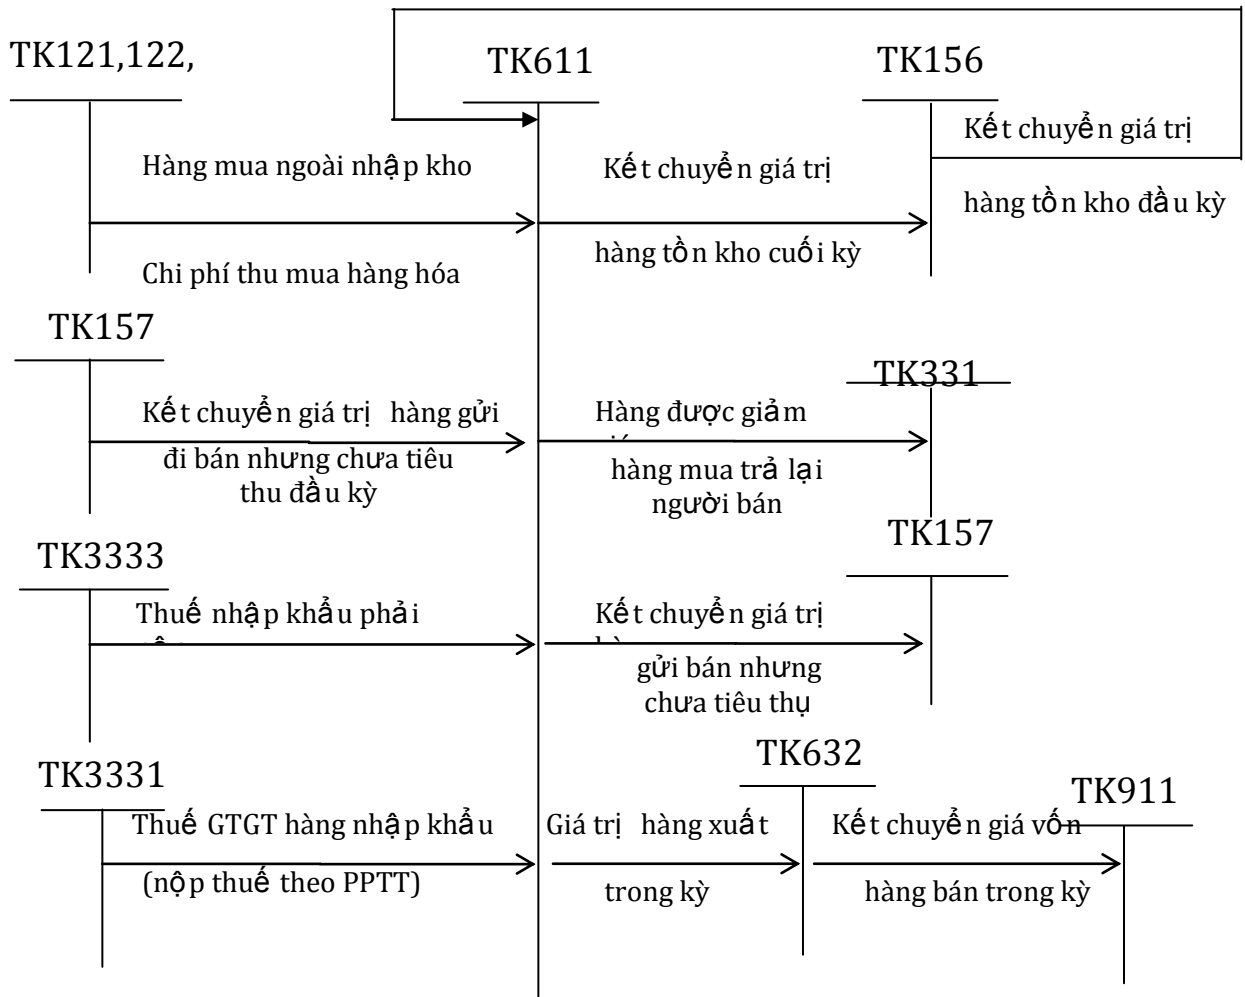 TK121,122,
TK611
TK156
Kết chuyển giá trị
hàng tồn kho đầu kỳ
Hàng mua ngoài nhập kho
Chi phí thu mua hàng hóa
Kết chuyển giá trị
hàng tồn kho cuối kỳ
TK157
Kết chuyển giá trị hàng gửi
đi bán nhưng chưa tiêu
thu đầu kỳ
TK331
Hàng được giảm
hàng mua trả lại
người bán
TK3333
Thuế nhập khẩu phải
TK157
Kết chuyển giá trị
gửi bán nhưng
chưa tiêu thụ
TK3331
Thuế GTGT hàng nhập khẩu
(nộp thuế theo PPTT)
TK632
Giá trị hàng xuất
trong kỳ
TK911
Kết chuyển giá vốn
hàng bán trong kỳ